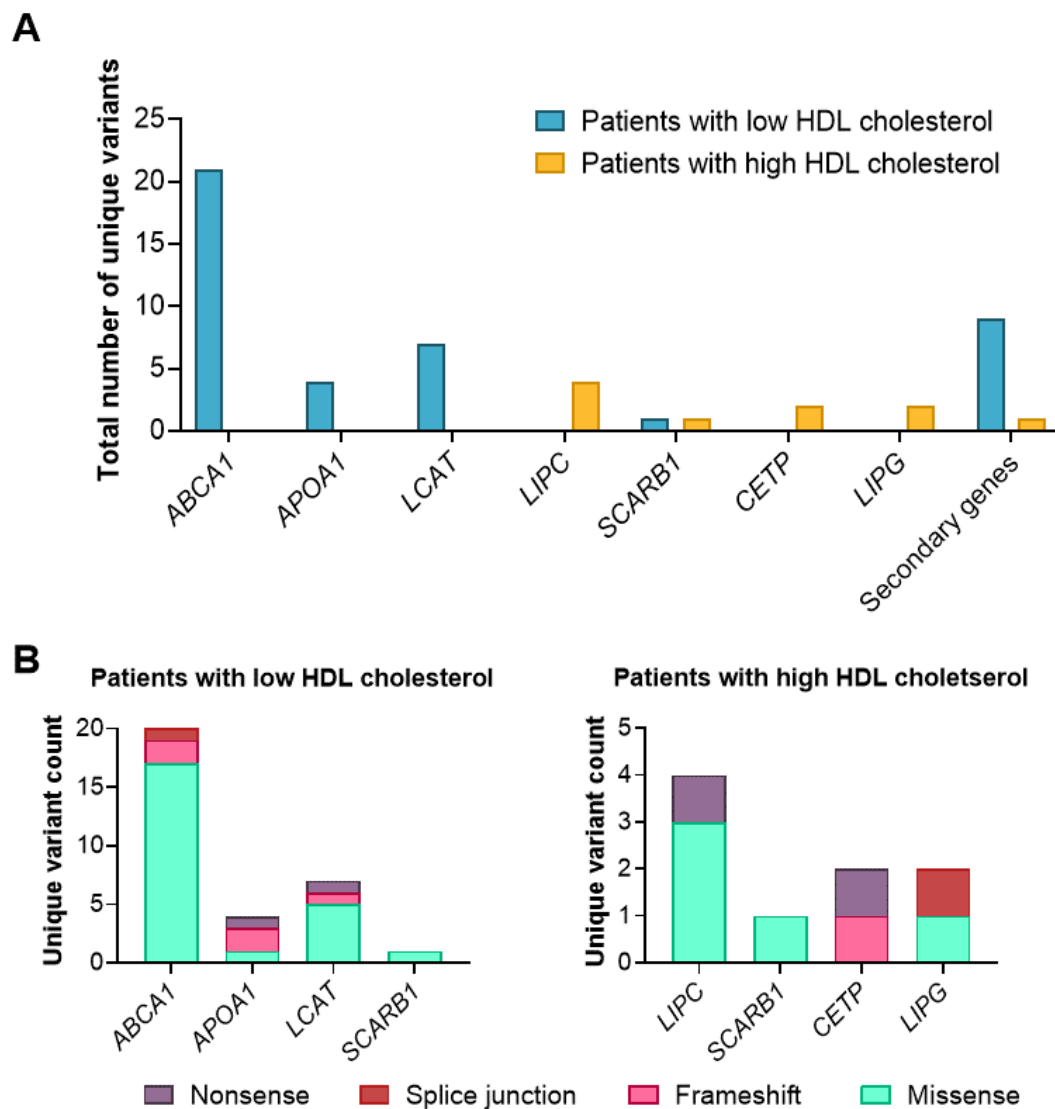 A
Total number of unique variants
25
20
15
10
5
0
Patients with low HDL cholesterol
Patients with high HDL cholesterol
ABCA1
APOA1
LCAT
LIPC
SCARB1
CETP
LIPG
Secondary genes
B
Patients with low HDL cholesterol
Unique variant count
20
15
10
5
0
ABCA1
APOA1
LCAT
SCARB1
Patients with high HDL choletserol
Unique variant count
5
4
3
2
1
0
LIPC
SCARB1
CETP
LIPG
Nonsense
Splice junction
Frameshift
Missense